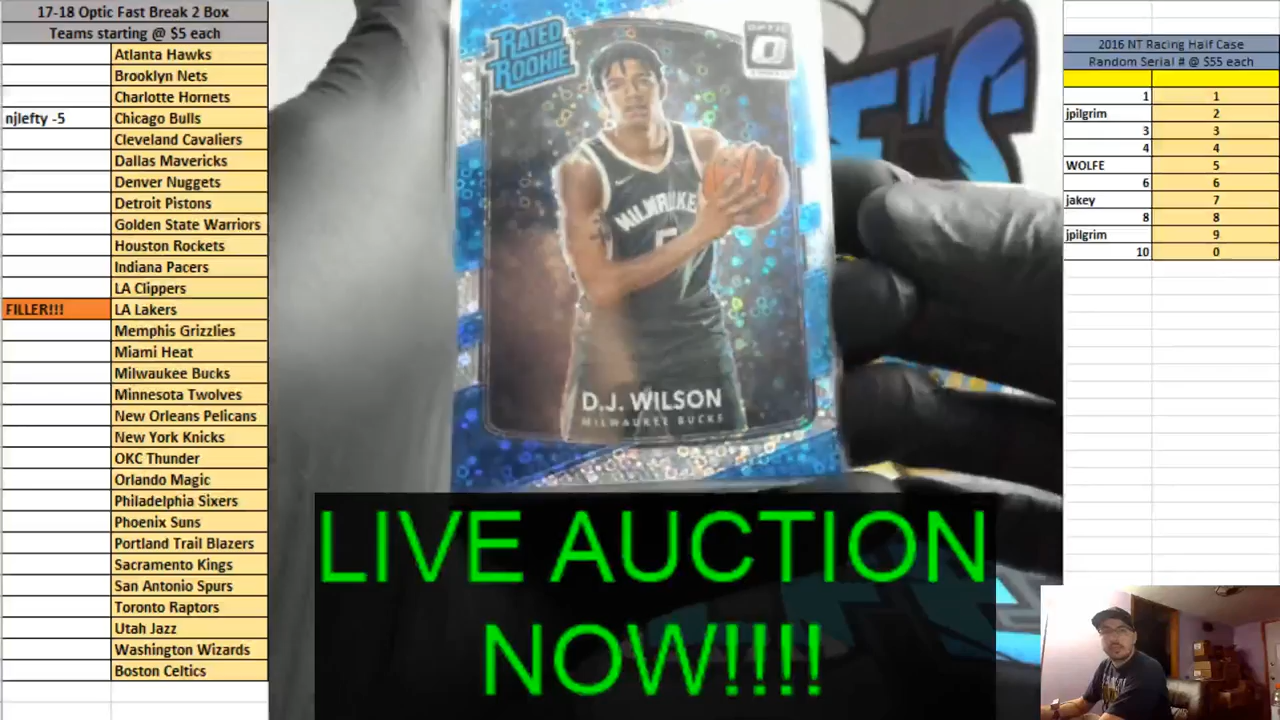 17-18 Optic Fast Break 2 Box
Teams starting @ $5 each
Atlanta Hawks
Brooklyn Nets
Charlotte Hornets
njlefty -5 Chicago Bulls
Cleveland Cavaliers
Dallas Mavericks
Denver Nuggets
Detroit Pistons
Golden State Warriors
Houston Rockets
Indiana Pacers
LA Clippers
FILLER!!! LA Lakers
Memphis Grizzlies
Miami Heat
Milwaukee Bucks
Minnesota Twolves
New Orleans Pelicans
New York Knicks
OKC Thunder
Orlando Magic
Philadelphia Sixers
Phoenix Suns
Portland Trail Blazers
Sacramento Kings
San Antonio Spurs
Toronto Raptors
Utah Jazz
Washington Wizards
Boston Celtics
RATED
ROOKIE
OPTIC
MILWAUKEE
D.J. WILSON
MILWAUKEE BUCKS
LIVE AUCTION
NOW!!!!
2016 NT Racing Half Case
Random Serial # @ $55 each
1 1
jpilgrim 2
3 3
4 4
WOLFE 5
6 6
jakey 7
8 8
jpilgrim 9
10 0